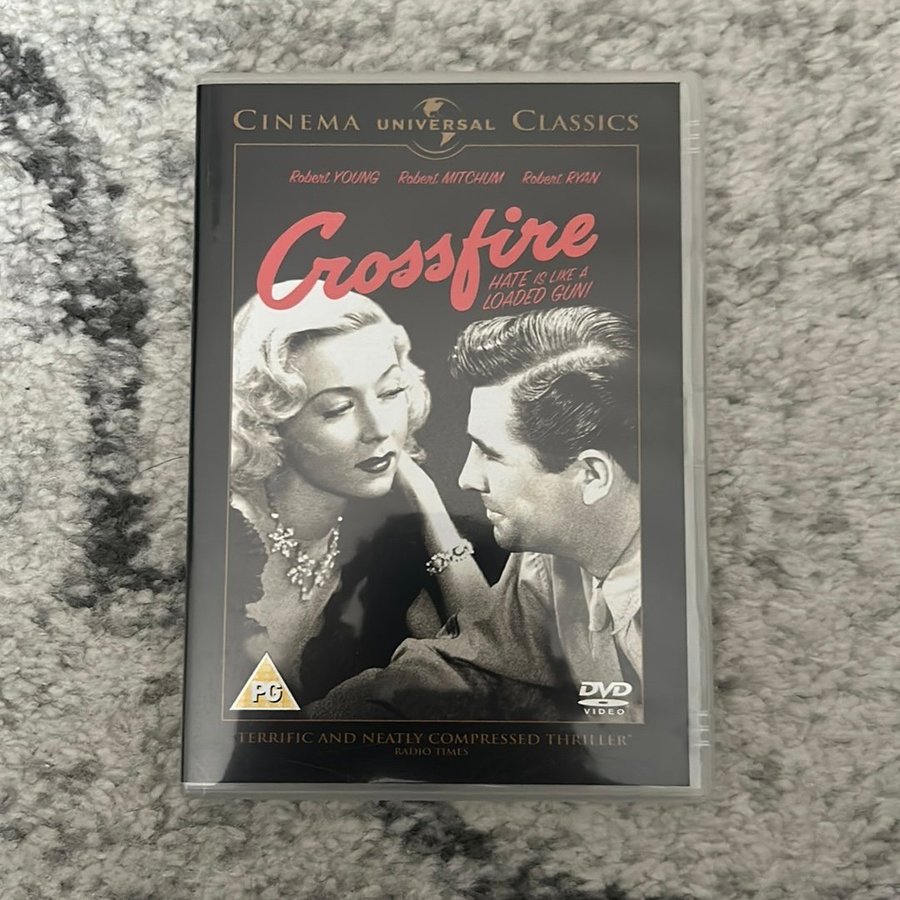 CINEMA UNIVERSAL CLASSICS
Robert YOUNG Robert MITCHUM Robert RYAN
Crossfire
HATE IS LIKE A
LOADED GUN!
PG
DVD
VIDEO
"TERRIFIC AND NEATLY COMPRESSED THRILLER"
RADIO TIMES